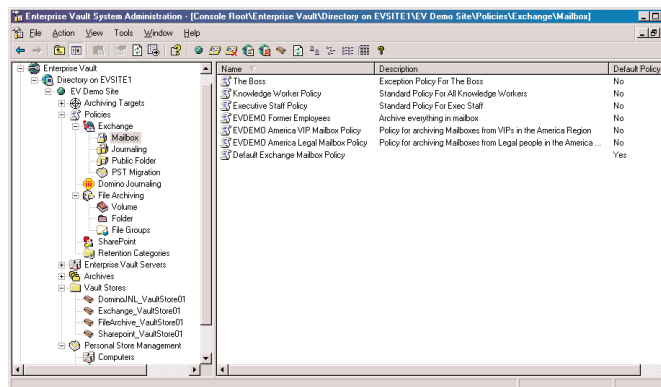 Enterprise Vault System Administration - [Console Root\Enterprise Vault\Directory on EVSITE1\EV Demo Site\Policies\Exchange\Mailbox]
File Action View Tools Window Help
Name Description Default Policy
Enterprise Vault
Directory on EVSITE1
EV Demo Site
Archiving Targets
Policies
Exchange
Mailbox
Journaling
Public Folder
PST Migration
Domino Journaling
File Archiving
Volume
Folder
File Groups
SharePoint
Retention Categories
Enterprise Vault Servers
Archives
Vault Stores
DominoJNL_VaultStore01
Exchange_VaultStore01
FileArchive_VaultStore01
Sharepoint_VaultStore01
Personal Store Management
Computers
The Boss Exception Policy For The Boss No
Knowledge Worker Policy Standard Policy For All Knowledge Workers No
Executive Staff Policy Standard Policy For Exec Staff No
EVDEMO Former Employees Archive everything in mailbox No
EVDEMO America VIP Mailbox Policy Policy for archiving Mailboxes from VIPs in the America Region No
EVDEMO America Legal Mailbox Policy Policy for archiving Mailboxes from Legal people in the America ... No
Default Exchange Mailbox Policy Yes